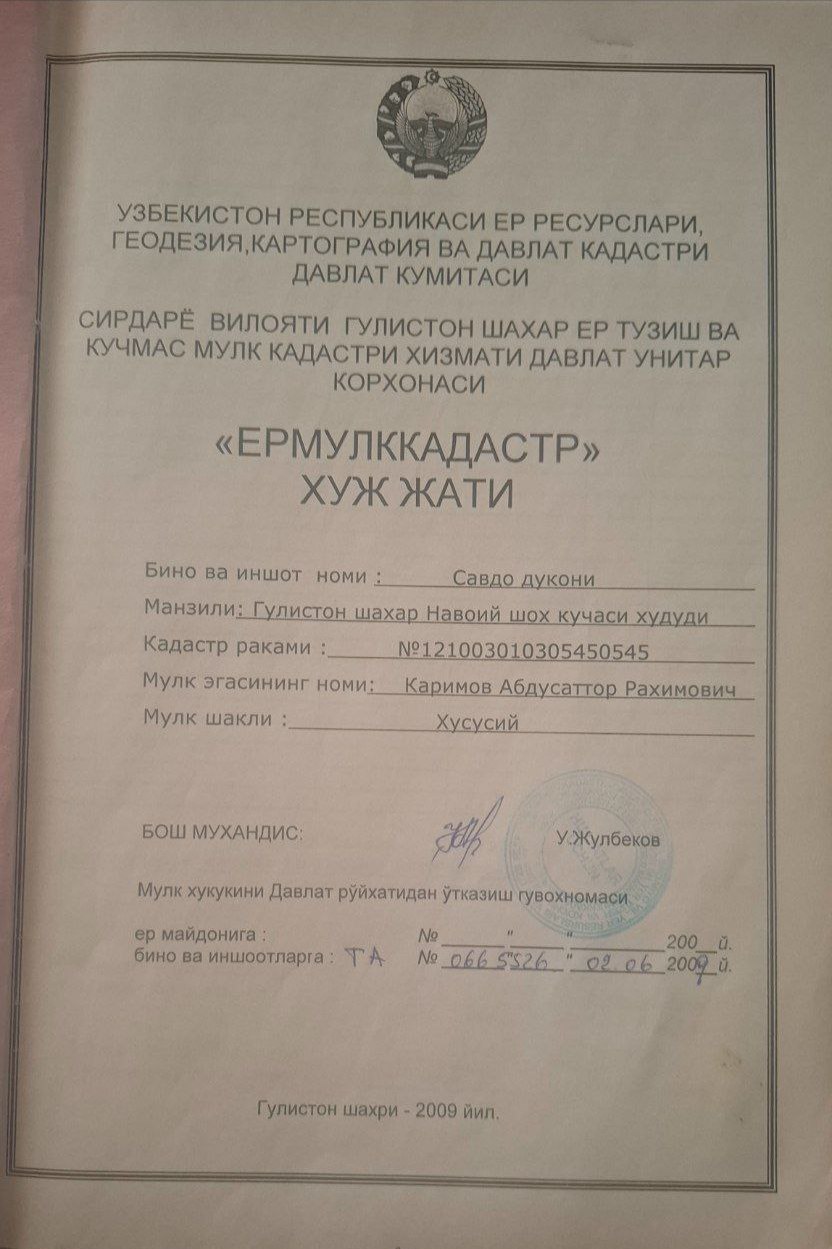 УЗБЕКИСТОН РЕСПУБЛИКАСИ ЕР РЕСУРСЛАРИ,
ГЕОДЕЗИЯ,КАРТОГРАФИЯ ВА ДАВЛАТ КАДАСТРИ
ДАВЛАТ КУМИТАСИ
СИРДАРЁ ВИЛОЯТИ ГУЛИСТОН ШАХАР ЕР ТУЗИШ ВА
КУЧМАС МУЛК КАДАСТРИ ХИЗМАТИ ДАВЛАТ УНИТАР
КОРХОНАСИ
«ЕРМУЛККАДАСТР»
ХУЖ ЖАТИ
Бино ва иншот номи : Савдо дукони
Манзили: Гулистон шахар Навоий шох кучаси худуди
Кадастр раками : №121003010305450545
Мулк эгасининг номи: Каримов Абдусаттор Рахимович
Мулк шакли : Хусусий
БОШ МУХАНДИС: У.Жулбеков
Мулк хукукини Давлат рўйхатидан ўтказиш гувохномаси
ер майдонига : № ______"_____"________200__й.
бино ва иншоотларга : ТА № 0665526 " 02.06 2009 й.
Гулистон шахри - 2009 йил.